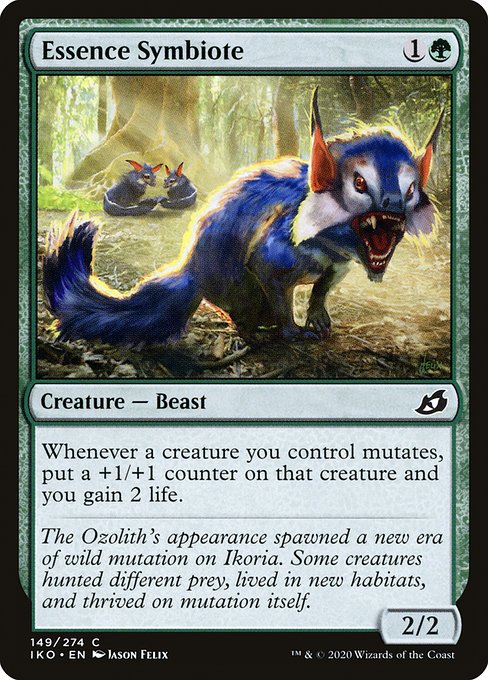 Essence Symbiote 1
Creature — Beast
Whenever a creature you control mutates,
put a +1/+1 counter on that creature and
you gain 2 life.
The Ozolith's appearance spawned a new era
of wild mutation on Ikoria. Some creatures
hunted different prey, lived in new habitats,
and thrived on mutation itself.
2/2
149/274 C
IKO • EN Jason Felix
™ & © 2020 Wizards of the Coast